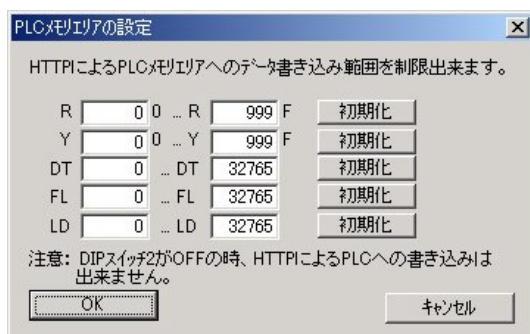 PLCメモリエリアの設定
HTTPによるPLCメモリエリアへのデータ書き込み範囲を制限出来ます。
R 0 0 ... R 999 F 初期化
Y 0 0 ... Y 999 F 初期化
DT 0 ... DT 32765 初期化
FL 0 ... FL 32765 初期化
LD 0 ... LD 32765 初期化
注意: DIPスイッチ2がOFFの時、HTTPによるPLCへの書き込みは
出来ません。
OK キャンセル